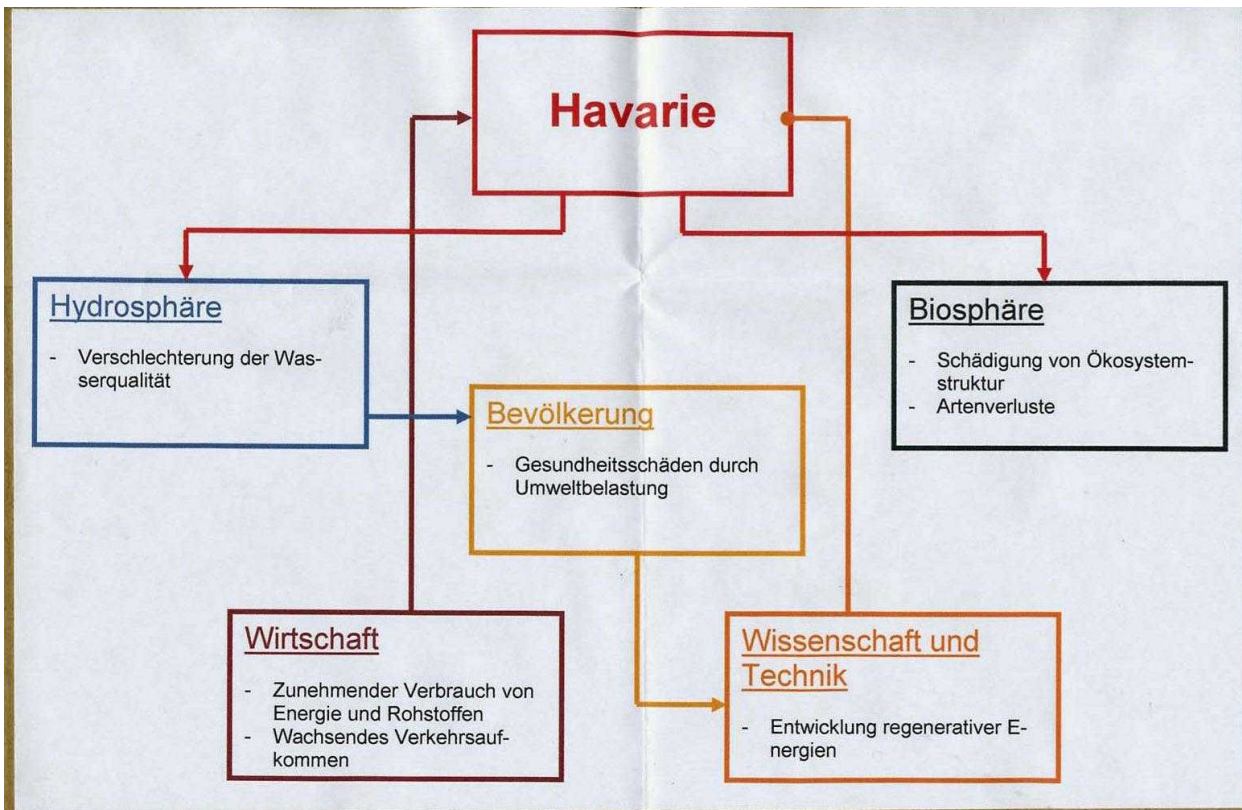 Havarie
Hydrosphäre
- Verschlechterung der Was-
serqualität
Biosphäre
- Schädigung von Ökosystem-
struktur
- Artenverluste
Bevölkerung
- Gesundheitsschäden durch
Umweltbelastung
Wirtschaft
- Zunehmender Verbrauch von
Energie und Rohstoffen
- Wachsendes Verkehrsauf-
kommen
Wissenschaft und
Technik
- Entwicklung regenerativer E-
nergien